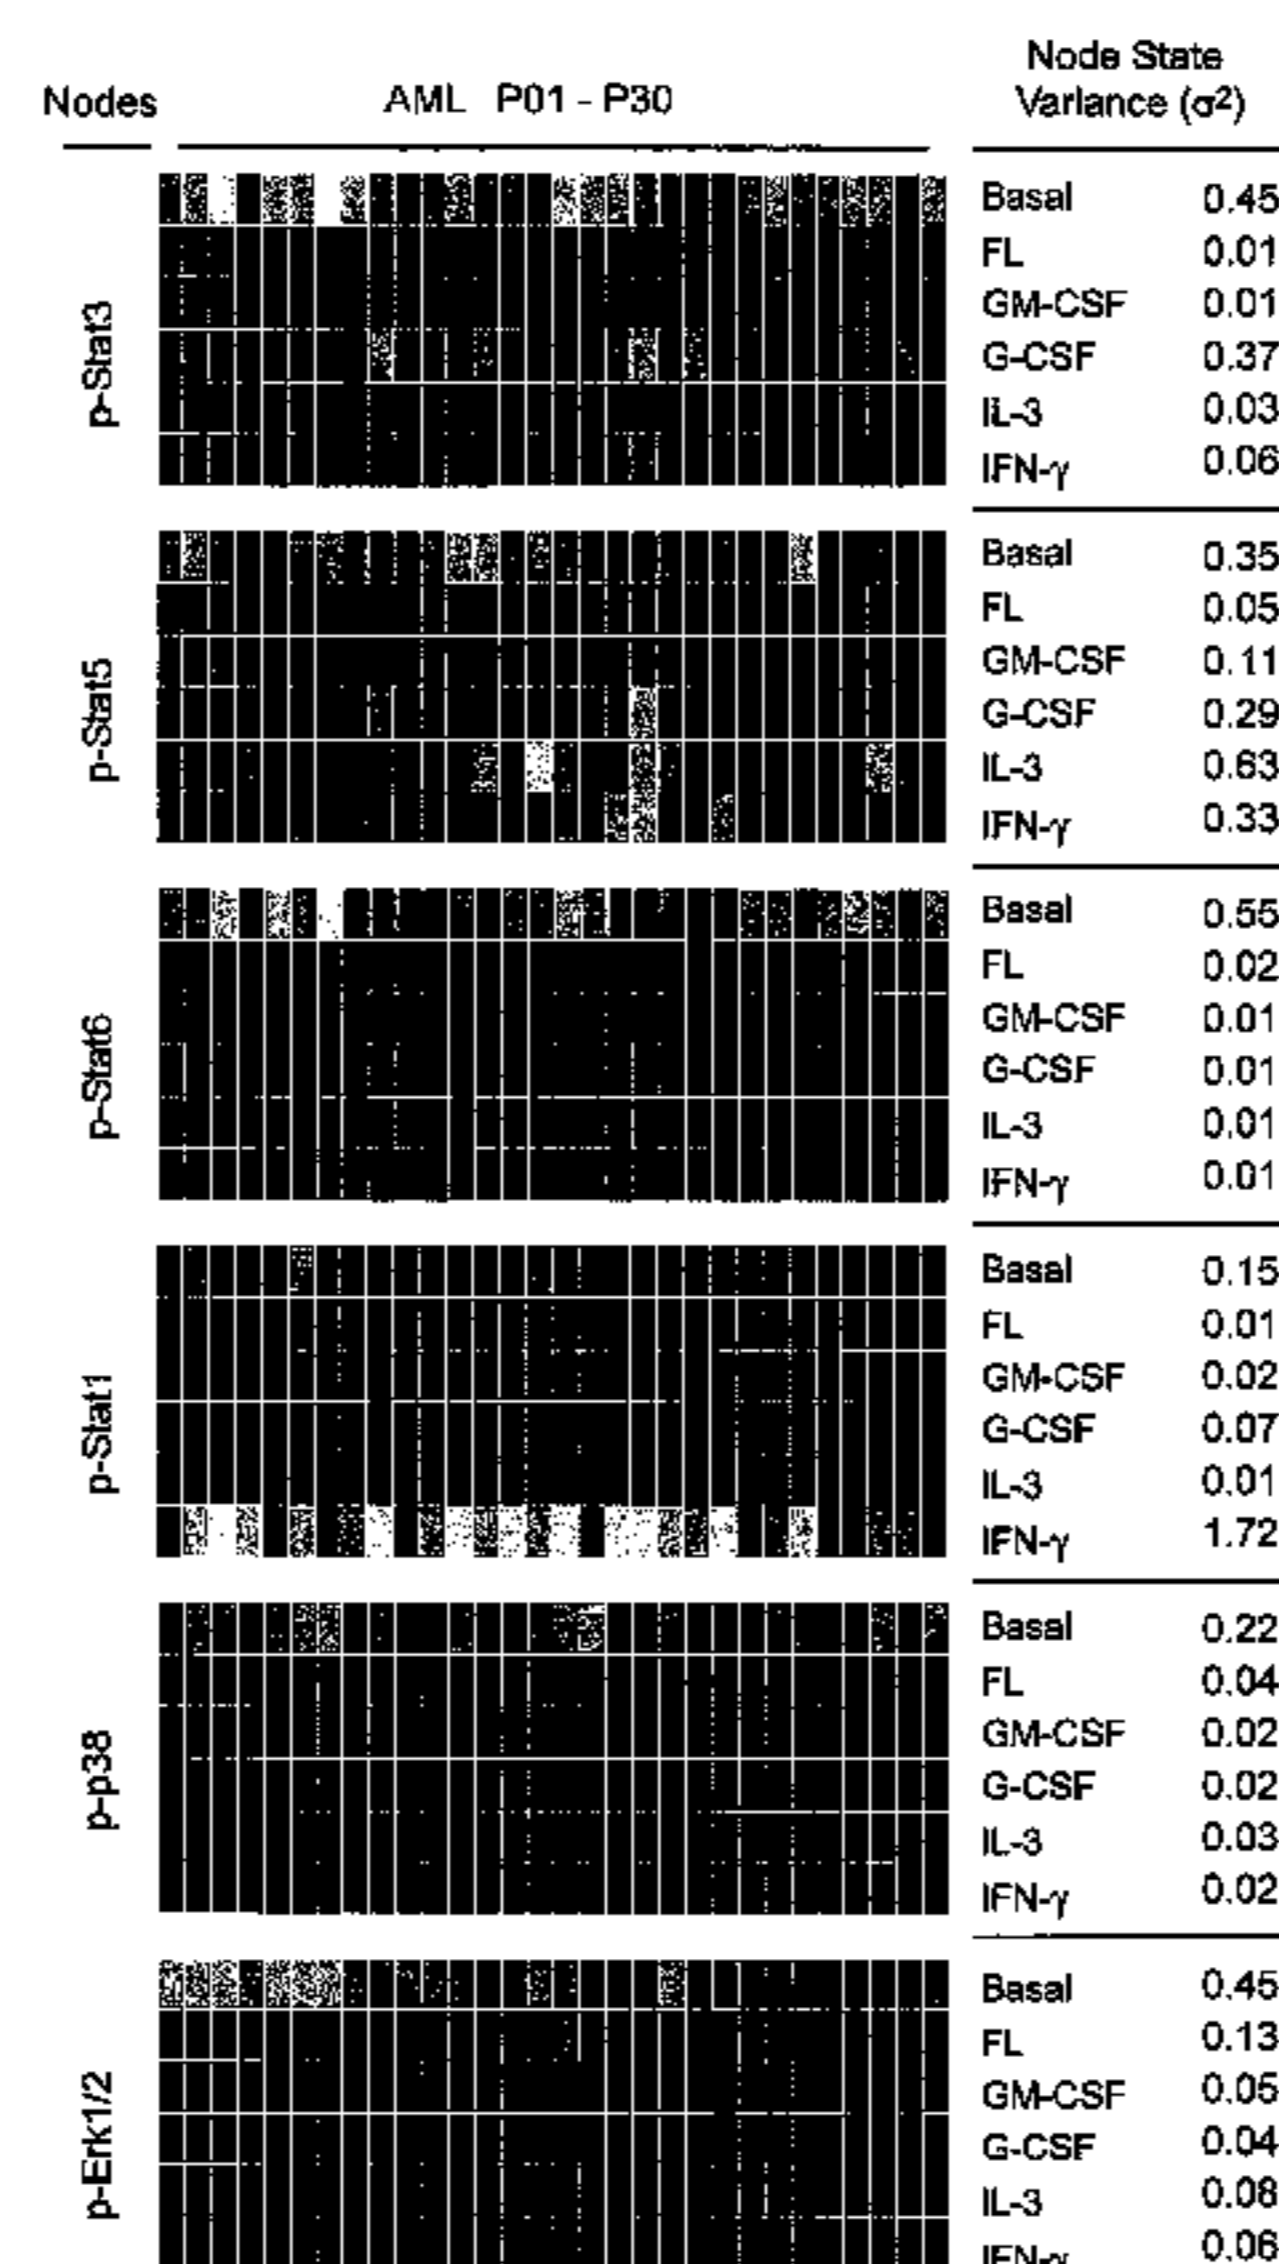 Node State
Nodes AML P01 - P30 Variance (σ²)
p-Stat3
Basal 0.45
FL 0.01
GM-CSF 0.01
G-CSF 0.37
IL-3 0.03
IFN-γ 0.06
p-Stat5
Basal 0.35
FL 0.05
GM-CSF 0.11
G-CSF 0.29
IL-3 0.63
IFN-γ 0.33
p-Stat6
Basal 0.55
FL 0.02
GM-CSF 0.01
G-CSF 0.01
IL-3 0.01
IFN-γ 0.01
p-Stat1
Basal 0.15
FL 0.01
GM-CSF 0.02
G-CSF 0.07
IL-3 0.01
IFN-γ 1.72
p-p38
Basal 0.22
FL 0.04
GM-CSF 0.02
G-CSF 0.02
IL-3 0.03
IFN-γ 0.02
p-Erk1/2
Basal 0.45
FL 0.13
GM-CSF 0.05
G-CSF 0.04
IL-3 0.08
IFN-γ 0.06